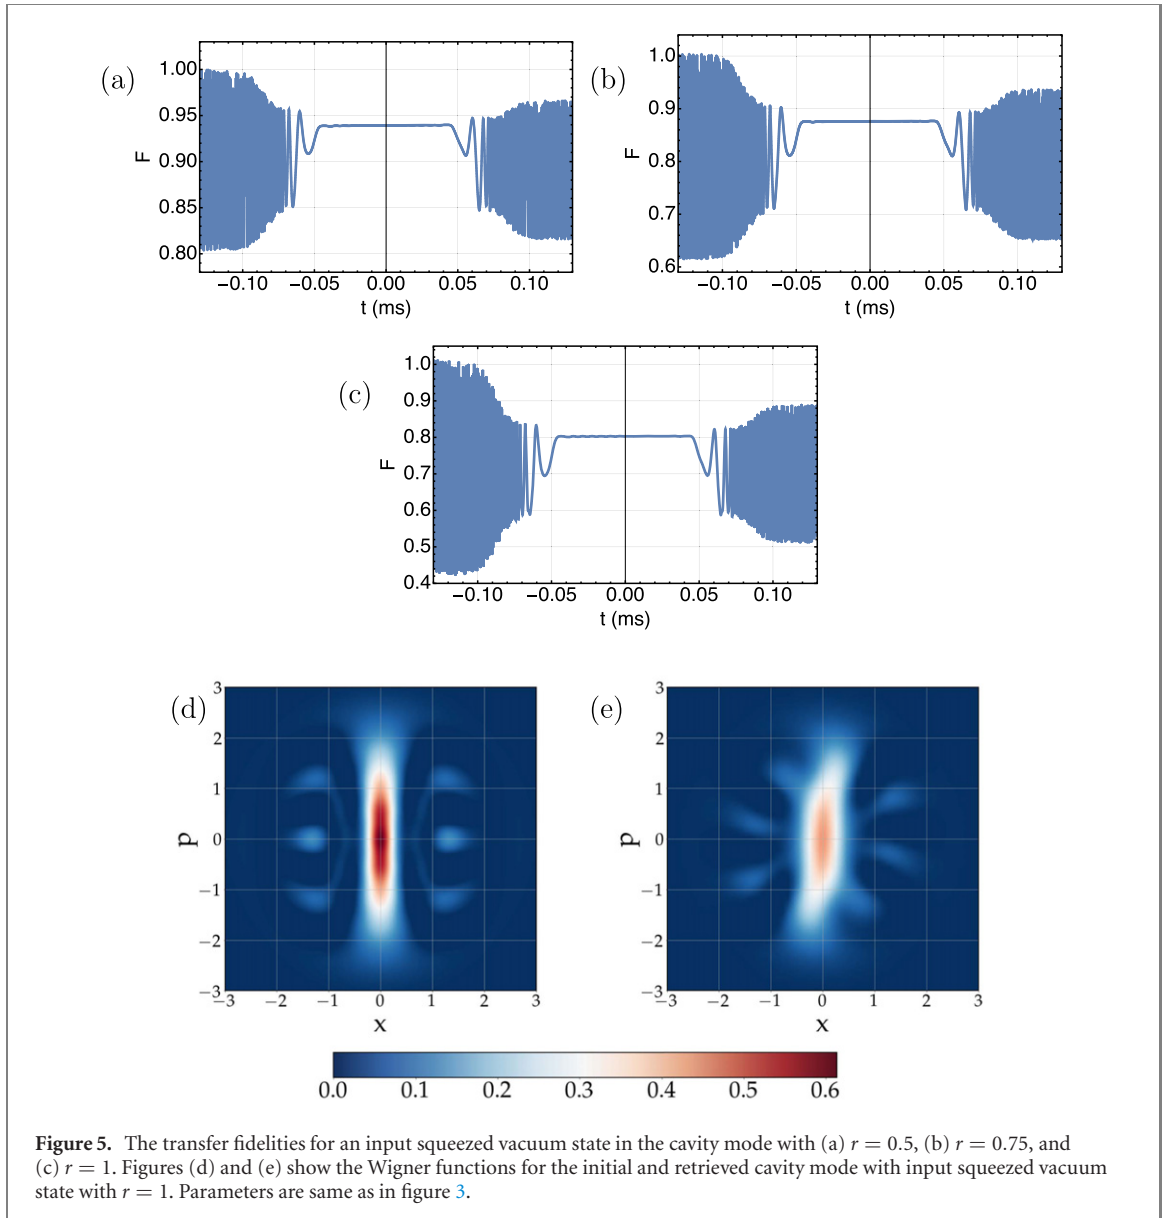 (a)
F
1.00
0.95
0.90
0.85
0.80
−0.10 −0.05 0.00 0.05 0.10
t (ms)
(b)
F
1.0
0.9
0.8
0.7
0.6
−0.10 −0.05 0.00 0.05 0.10
t (ms)
(c)
F
1.0
0.9
0.8
0.7
0.6
0.5
0.4
−0.10 −0.05 0.00 0.05 0.10
t (ms)
(d)
p
3
2
1
0
−1
−2
−3
−3 −2 −1 0 1 2 3
x
(e)
p
3
2
1
0
−1
−2
−3
−3 −2 −1 0 1 2 3
x
0.0 0.1 0.2 0.3 0.4 0.5 0.6
Figure 5. The transfer fidelities for an input squeezed vacuum state in the cavity mode with (a) r = 0.5, (b) r = 0.75, and
(c) r = 1. Figures (d) and (e) show the Wigner functions for the initial and retrieved cavity mode with input squeezed vacuum
state with r = 1. Parameters are same as in figure 3.